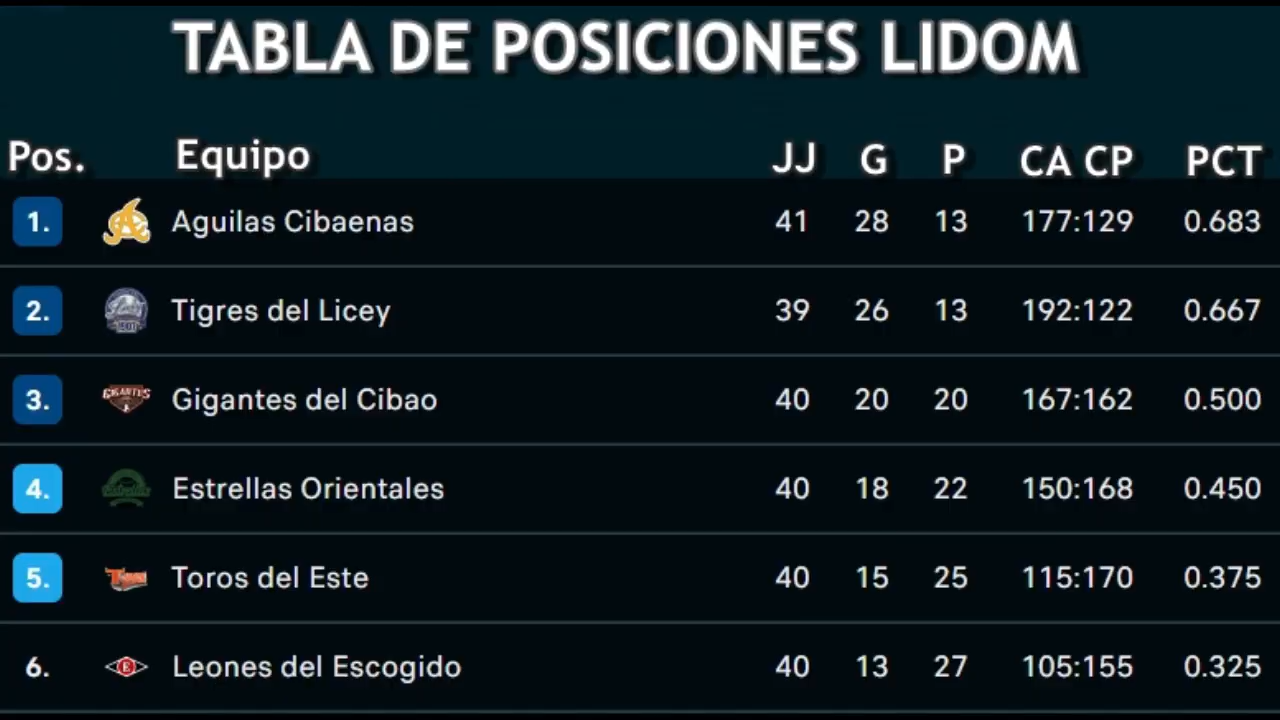 TABLA DE POSICIONES LIDOM
Pos. Equipo JJ G P CA CP PCT
1. Aguilas Cibaenas 41 28 13 177:129 0.683
2. Tigres del Licey 39 26 13 192:122 0.667
3. GIGANTES Gigantes del Cibao 40 20 20 167:162 0.500
4. Estrellas Orientales 40 18 22 150:168 0.450
5. Toros del Este 40 15 25 115:170 0.375
6. E Leones del Escogido 40 13 27 105:155 0.325